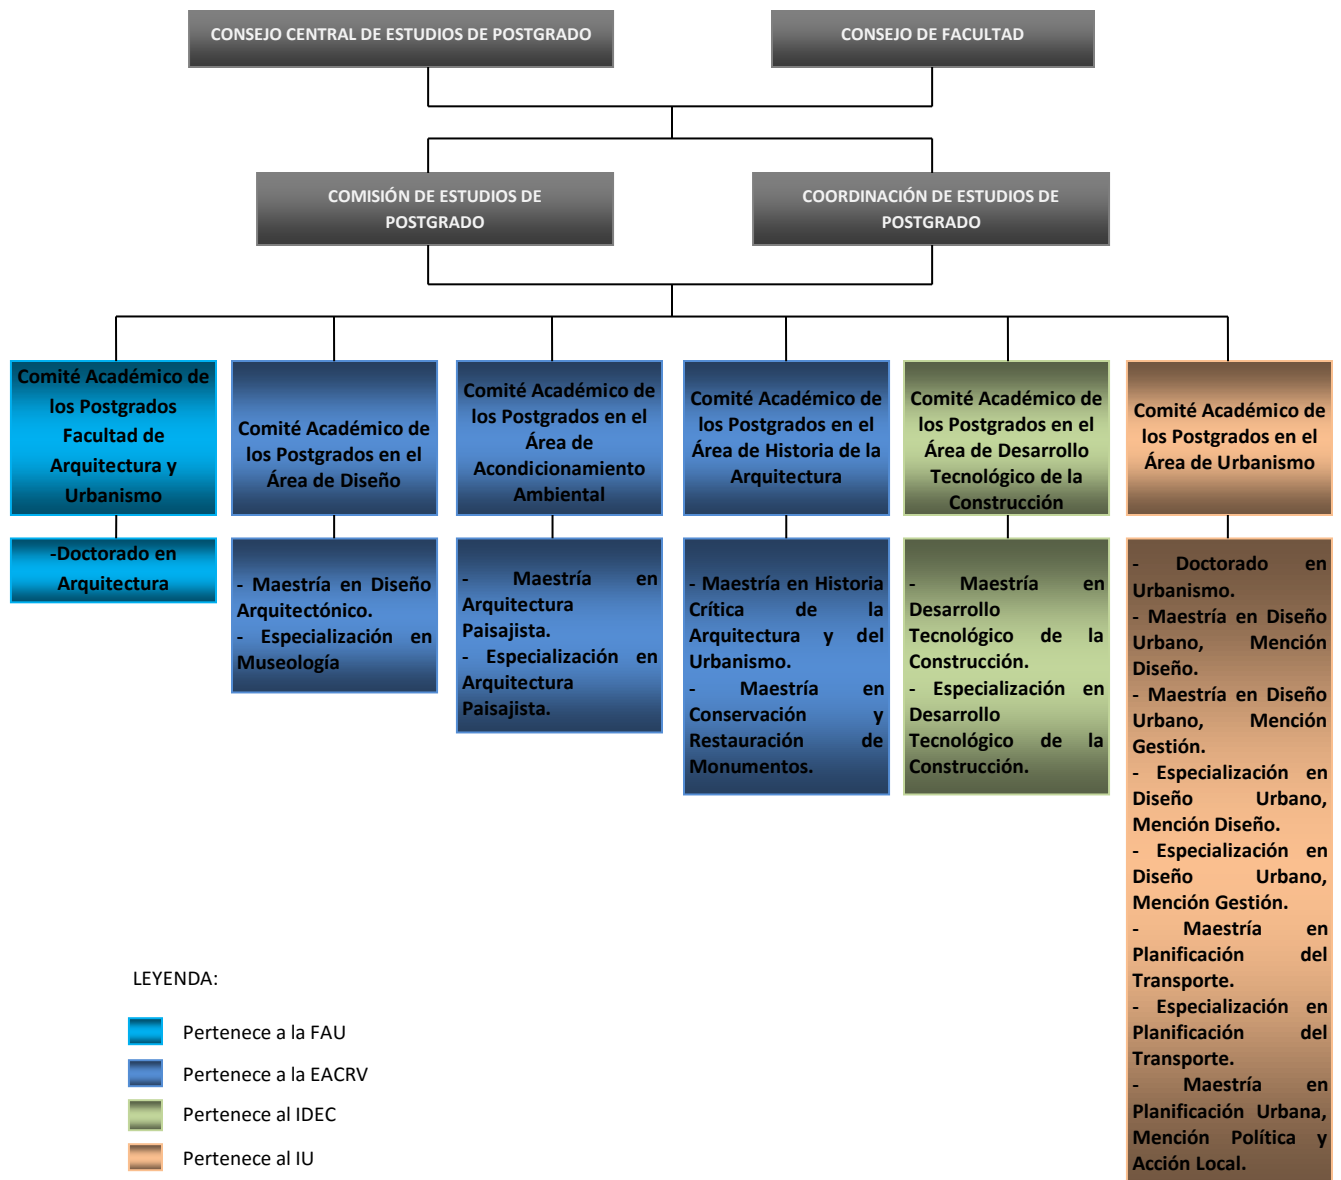 CONSEJO CENTRAL DE ESTUDIOS DE POSTGRADO
CONSEJO DE FACULTAD
COMISIÓN DE ESTUDIOS DE
POSTGRADO
COORDINACIÓN DE ESTUDIOS DE
POSTGRADO
Comité Académico de
los Postgrados
Facultad de
Arquitectura y
Urbanismo
Comité Académico de
los Postgrados en el
Área de Diseño
Comité Académico de
los Postgrados en el
Área de
Acondicionamiento
Ambiental
Comité Académico de
los Postgrados en el
Área de Historia de la
Arquitectura
Comité Académico de
los Postgrados en el
Área de Desarrollo
Tecnológico de la
Construcción
Comité Académico de
los Postgrados en el
Área de Urbanismo
-Doctorado en
Arquitectura
- Maestría en Diseño
Arquitectónico.
- Especialización en
Museología
- Maestría en
Arquitectura
Paisajista.
- Especialización en
Arquitectura
Paisajista.
- Maestría en Historia
Crítica de la
Arquitectura y del
Urbanismo.
- Maestría en
Conservación y
Restauración de
Monumentos.
- Maestría en
Desarrollo
Tecnológico de la
Construcción.
- Especialización en
Desarrollo
Tecnológico de la
Construcción.
- Doctorado en
Urbanismo.
- Maestría en Diseño
Urbano, Mención
Diseño.
- Maestría en Diseño
Urbano, Mención
Gestión.
- Especialización en
Diseño Urbano,
Mención Diseño.
- Especialización en
Diseño Urbano,
Mención Gestión.
- Maestría en
Planificación del
Transporte.
- Especialización en
Planificación del
Transporte.
- Maestría en
Planificación Urbana,
Mención Política y
Acción Local.
LEYENDA:
Pertenece a la FAU
Pertenece a la EACRV
Pertenece al IDEC
Pertenece al IU